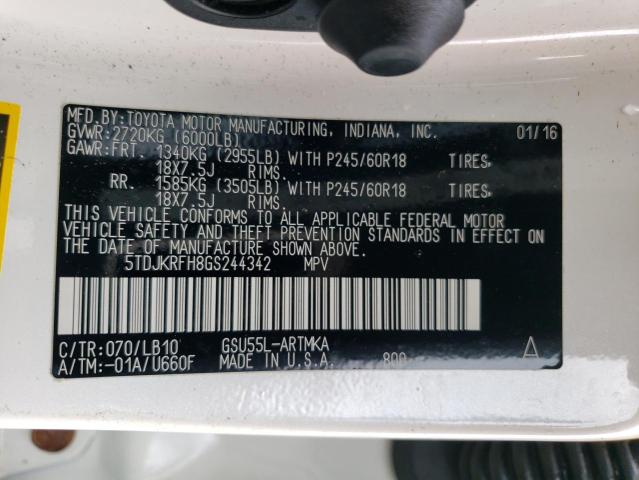 MFD.BY:TOYOTA MOTOR MANUFACTURING, INDIANA, INC. 01/16
GVWR:2720KG (6000LB)
GAWR:FRT. 1340KG (2955LB) WITH P245/60R18 TIRES
18X7.5J RIMS.
RR. 1585KG (3505LB) WITH P245/60R18 TIRES
18X7.5J RIMS.
THIS VEHICLE CONFORMS TO ALL APPLICABLE FEDERAL MOTOR
VEHICLE SAFETY AND THEFT PREVENTION STANDARDS IN EFFECT ON
THE DATE OF MANUFACTURE SHOWN ABOVE.
5TDJKRFH8GS244342 MPV
C/TR:070/LB10 GSU55L-ARTMKA
A/TM:-01A/U660F MADE IN U.S.A. 800